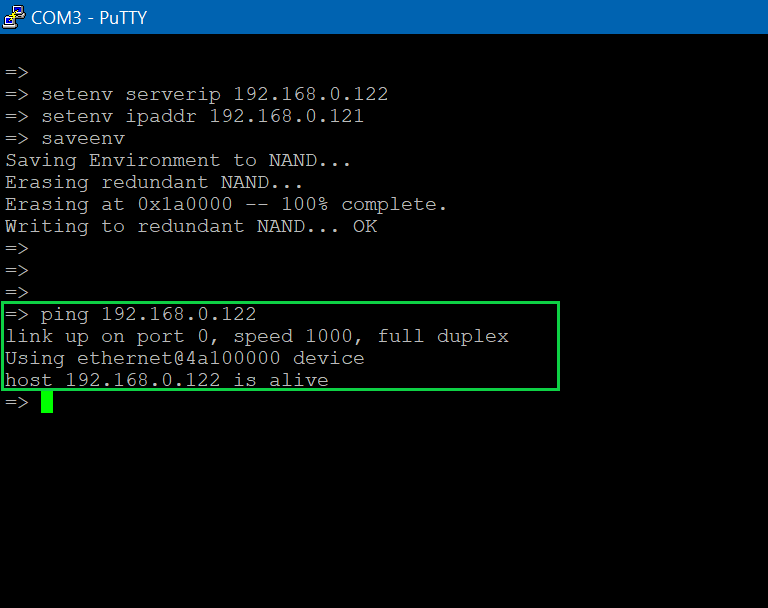 COM3 - PuTTY
=>
=> setenv serverip 192.168.0.122
=> setenv ipaddr 192.168.0.121
=> saveenv
Saving Environment to NAND...
Erasing redundant NAND...
Erasing at 0x1a0000 -- 100% complete.
Writing to redundant NAND... OK
=>
=>
=>
=> ping 192.168.0.122
link up on port 0, speed 1000, full duplex
Using ethernet@4a100000 device
host 192.168.0.122 is alive
=>